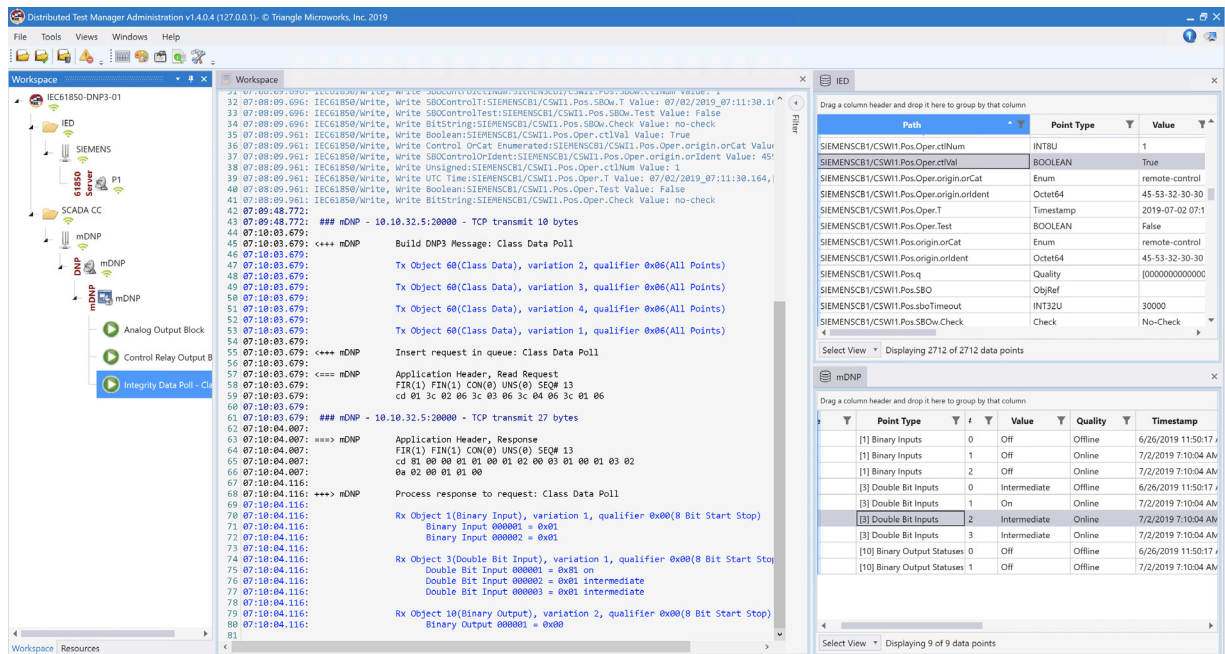 Distributed Test Manager Administration v1.4.0.4 (127.0.0.1)- © Triangle Microworks, Inc. 2019
File Tools Views Windows Help
Workspace
IEC61850-DNP3-01
IED
SIEMENS
61850 Server P1
SCADA CC
mDNP
DNP mDNP
mDNP mDNP
Analog Output Block
Control Relay Output B
Integrity Data Poll - Cla
Workspace Resources
Workspace
Filter
32 07:08:09.696: IEC61850/Write, Write SBOControlT:SIEMENSCB1/CSWI1.Pos.SBOw.T Value: 07/02/2019_07:11:30.1
33 07:08:09.696: IEC61850/Write, Write SBOControlTest:SIEMENSCB1/CSWI1.Pos.SBOw.Test Value: False
34 07:08:09.696: IEC61850/Write, Write BitString:SIEMENSCB1/CSWI1.Pos.SBOw.Check Value: no-check
35 07:08:09.961: IEC61850/Write, Write Boolean:SIEMENSCB1/CSWI1.Pos.Oper.ctlVal Value: True
36 07:08:09.961: IEC61850/Write, Write Control OrCat Enumerated:SIEMENSCB1/CSWI1.Pos.Oper.origin.orCat Valu
37 07:08:09.961: IEC61850/Write, Write SBOControlOrIdent:SIEMENSCB1/CSWI1.Pos.Oper.origin.orIdent Value: 45
38 07:08:09.961: IEC61850/Write, Write Unsigned:SIEMENSCB1/CSWI1.Pos.Oper.ctlNum Value: 1
39 07:08:09.961: IEC61850/Write, Write UTC Time:SIEMENSCB1/CSWI1.Pos.Oper.T Value: 07/02/2019_07:11:30.164,
40 07:08:09.961: IEC61850/Write, Write Boolean:SIEMENSCB1/CSWI1.Pos.Oper.Test Value: False
41 07:08:09.961: IEC61850/Write, Write BitString:SIEMENSCB1/CSWI1.Pos.Oper.Check Value: no-check
42 07:09:48.772:
43 07:09:48.772: ### mDNP - 10.10.32.5:20000 - TCP transmit 10 bytes
44 07:10:03.679:
45 07:10:03.679: <+++ mDNP Build DNP3 Message: Class Data Poll
46 07:10:03.679:
47 07:10:03.679: Tx Object 60(Class Data), variation 2, qualifier 0x06(All Points)
48 07:10:03.679:
49 07:10:03.679: Tx Object 60(Class Data), variation 3, qualifier 0x06(All Points)
50 07:10:03.679:
51 07:10:03.679: Tx Object 60(Class Data), variation 4, qualifier 0x06(All Points)
52 07:10:03.679:
53 07:10:03.679: Tx Object 60(Class Data), variation 1, qualifier 0x06(All Points)
54 07:10:03.679:
55 07:10:03.679: <+++ mDNP Insert request in queue: Class Data Poll
56 07:10:03.679:
57 07:10:03.679: <=== mDNP Application Header, Read Request
58 07:10:03.679: FIR(1) FIN(1) CON(0) UNS(0) SEQ# 13
59 07:10:03.679: cd 01 3c 02 06 3c 03 06 3c 04 06 3c 01 06
60 07:10:03.679:
61 07:10:03.679: ### mDNP - 10.10.32.5:20000 - TCP transmit 27 bytes
62 07:10:04.007:
63 07:10:04.007: ===> mDNP Application Header, Response
64 07:10:04.007: FIR(1) FIN(1) CON(0) UNS(0) SEQ# 13
65 07:10:04.007: cd 81 00 00 01 01 00 01 02 00 03 01 00 01 03 02
66 07:10:04.007: 0a 02 00 01 01 00
67 07:10:04.116:
68 07:10:04.116: +++> mDNP Process response to request: Class Data Poll
69 07:10:04.116:
70 07:10:04.116: Rx Object 1(Binary Input), variation 1, qualifier 0x00(8 Bit Start Stop)
71 07:10:04.116: Binary Input 000001 = 0x01
72 07:10:04.116: Binary Input 000002 = 0x01
73 07:10:04.116:
74 07:10:04.116: Rx Object 3(Double Bit Input), variation 1, qualifier 0x00(8 Bit Start Sto
75 07:10:04.116: Double Bit Input 000001 = 0x81 on
76 07:10:04.116: Double Bit Input 000002 = 0x01 intermediate
77 07:10:04.116: Double Bit Input 000003 = 0x01 intermediate
78 07:10:04.116:
79 07:10:04.116: Rx Object 10(Binary Output), variation 2, qualifier 0x00(8 Bit Start Stop)
80 07:10:04.116: Binary Output 000001 = 0x00
81
IED
Drag a column header and drop it here to group by that column
Path Point Type Value
SIEMENSCB1/CSWI1.Pos.Oper.ctlNum INT8U 1
SIEMENSCB1/CSWI1.Pos.Oper.ctlVal BOOLEAN True
SIEMENSCB1/CSWI1.Pos.Oper.origin.orCat Enum remote-control
SIEMENSCB1/CSWI1.Pos.Oper.origin.orIdent Octet64 45-53-32-30-30
SIEMENSCB1/CSWI1.Pos.Oper.T Timestamp 2019-07-02 07:1
SIEMENSCB1/CSWI1.Pos.Oper.Test BOOLEAN False
SIEMENSCB1/CSWI1.Pos.origin.orCat Enum remote-control
SIEMENSCB1/CSWI1.Pos.origin.orIdent Octet64 45-53-32-30-30
SIEMENSCB1/CSWI1.Pos.q Quality [0000000000000
SIEMENSCB1/CSWI1.Pos.SBO ObjRef
SIEMENSCB1/CSWI1.Pos.sboTimeout INT32U 30000
SIEMENSCB1/CSWI1.Pos.SBOw.Check Check No-Check
Select View Displaying 2712 of 2712 data points
mDNP
Drag a column header and drop it here to group by that column
Point Type Value Quality Timestamp
[1] Binary Inputs 0 Off Offline 6/26/2019 11:50:17
[1] Binary Inputs 1 Off Online 7/2/2019 7:10:04 AM
[1] Binary Inputs 2 Off Online 7/2/2019 7:10:04 AM
[3] Double Bit Inputs 0 Intermediate Offline 6/26/2019 11:50:17
[3] Double Bit Inputs 1 On Online 7/2/2019 7:10:04 AM
[3] Double Bit Inputs 2 Intermediate Online 7/2/2019 7:10:04 AM
[3] Double Bit Inputs 3 Intermediate Online 7/2/2019 7:10:04 AM
[10] Binary Output Statuses 0 Off Offline 6/26/2019 11:50:17
[10] Binary Output Statuses 1 Off Online 7/2/2019 7:10:04 AM
Select View Displaying 9 of 9 data points